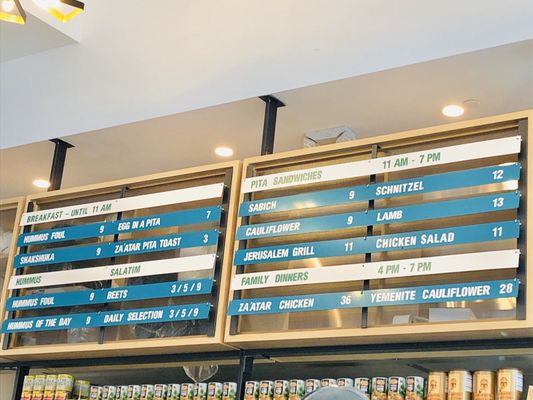 BREAKFAST - UNTIL 11 AM
HUMMUS FOUL 9 EGG IN A PITA 7
SHAKSHUKA 9 ZA'ATAR PITA TOAST 3
HUMMUS SALATIM
HUMMUS FOUL 9 BEETS 3/5/9
HUMMUS OF THE DAY 9 DAILY SELECTION 3/5/9
PITA SANDWICHES 11 AM - 7 PM
SABICH 9 SCHNITZEL 12
CAULIFLOWER 9 LAMB 13
JERUSALEM GRILL 11 CHICKEN SALAD 11
FAMILY DINNERS 4 PM - 7 PM
ZA'ATAR CHICKEN 36 YEMENITE CAULIFLOWER 28